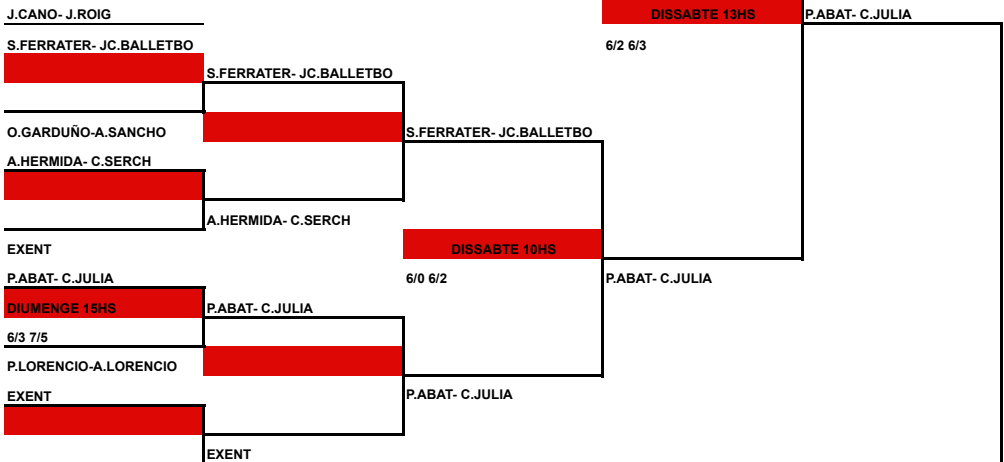 J.CANO- J.ROIG
DISSABTE 13HS
P.ABAT- C.JULIA
S.FERRATER- JC.BALLETBO
6/2 6/3
S.FERRATER- JC.BALLETBO
O.GARDUÑO-A.SANCHO
S.FERRATER- JC.BALLETBO
A.HERMIDA- C.SERCH
A.HERMIDA- C.SERCH
EXENT
DISSABTE 10HS
P.ABAT- C.JULIA
6/0 6/2
P.ABAT- C.JULIA
DIUMENGE 15HS
P.ABAT- C.JULIA
6/3 7/5
P.LORENCIO-A.LORENCIO
EXENT
P.ABAT- C.JULIA
EXENT